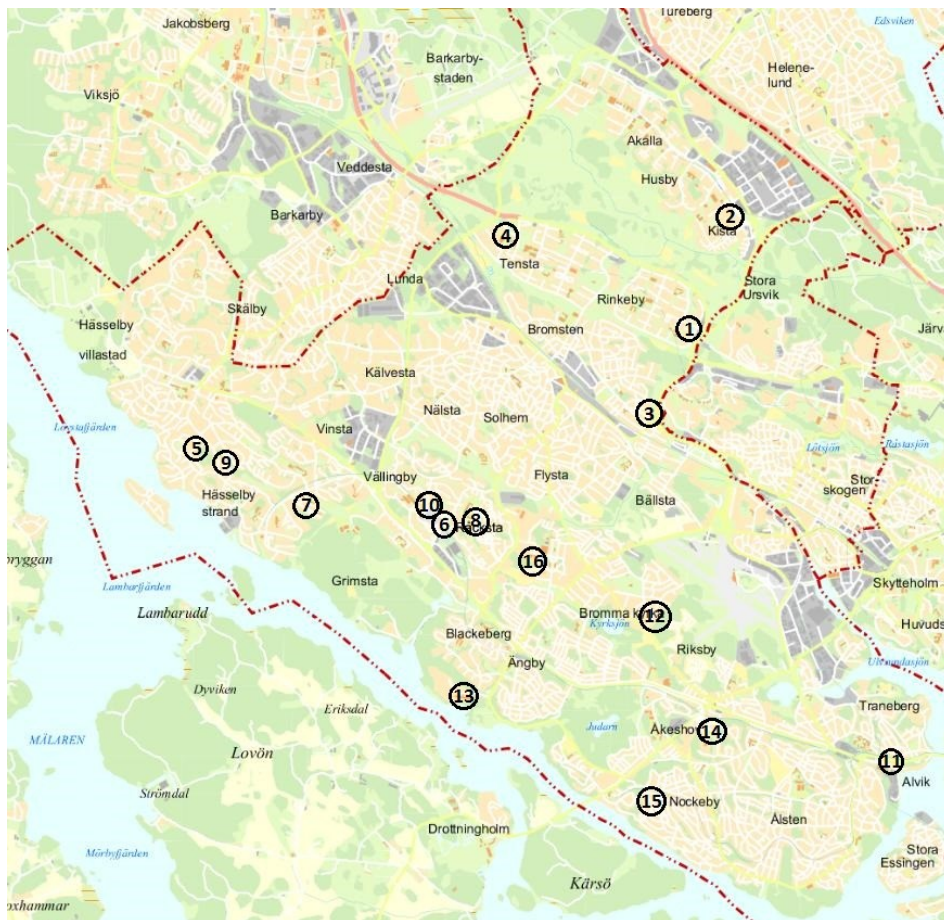 Jakobsberg
Tureberg
Edsviken
Barkarby-
staden
Helene-
lund
Viksjö
Akalla
Veddesta
Husby
Barkarby
2
Kista
4
Tensta
Lunda
Stora
Ursvik
Rinkeby
Skälby
Hässelby
villastad
Bromsten
1
Kälvesta
Nälsta
Solhem
3
Lövstafjärden
Vinsta
5
9
Lötsjön
Råstasjön
Vällingby
Flysta
Stor
skogen
Hässelby
strand
7
10
6
8
Råcksta
Bällsta
16
Grimsta
Lambarfjärden
Lambarudd
Skytteholm
Bromma kyrka
12
Kyrksjön
Blackeberg
Riksby
Ängby
Ulvsundasjön
Dyviken
13
Eriksdal
Traneberg
Judarn
Åkeshov
14
MÄLAREN
Lovön
11
Alvik
Strömdal
15
Nockeby
Ålsten
Drottningholm
Mörbyfjärden
Stora
Essingen
Kärsö